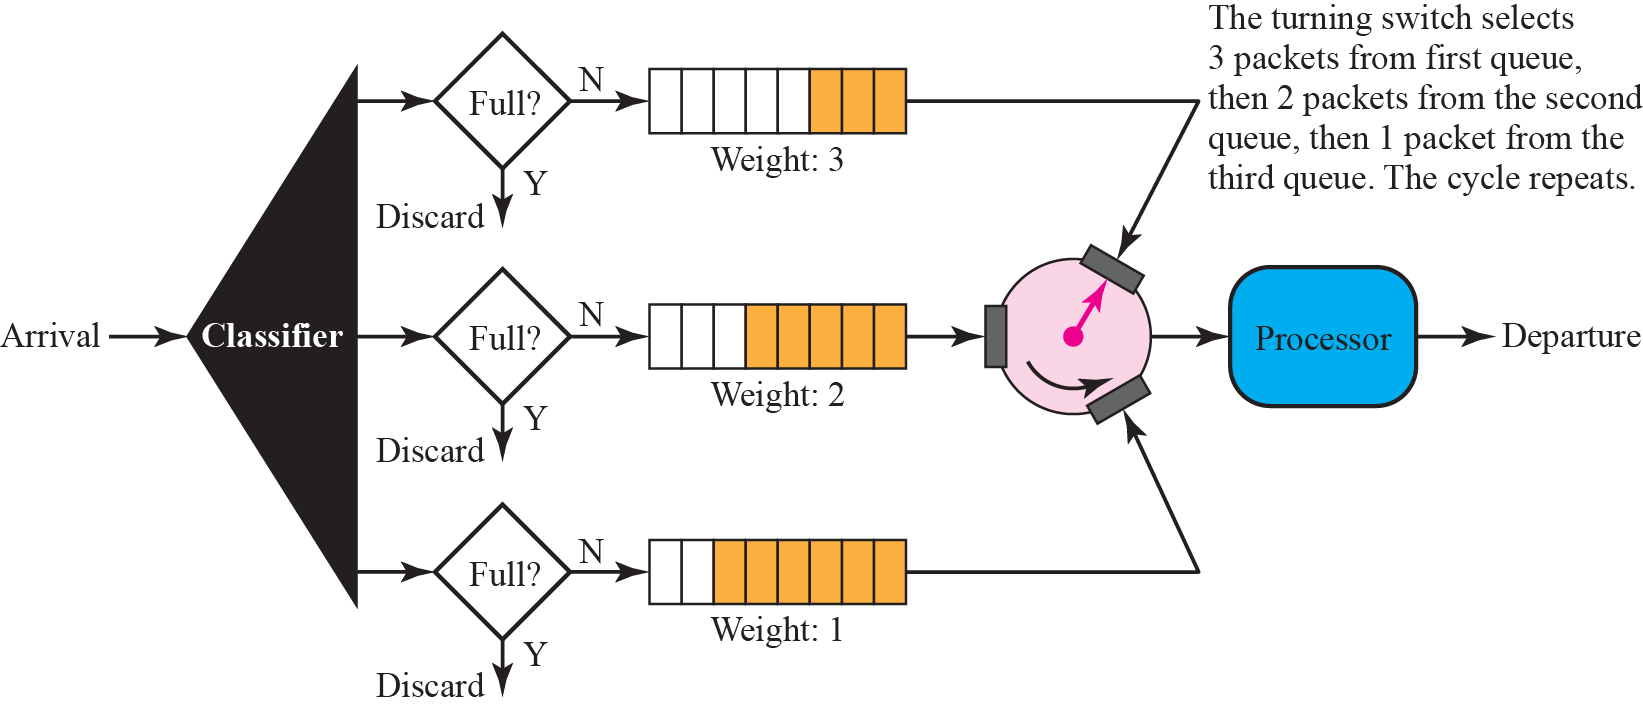 The turning switch selects
3 packets from first queue,
then 2 packets from the second
queue, then 1 packet from the
third queue. The cycle repeats.
N
Full?
Weight: 3
Y
Discard
N
Arrival
Classifier
Full?
Processor
Departure
Weight: 2
Y
Discard
N
Full?
Weight: 1
Y
Discard